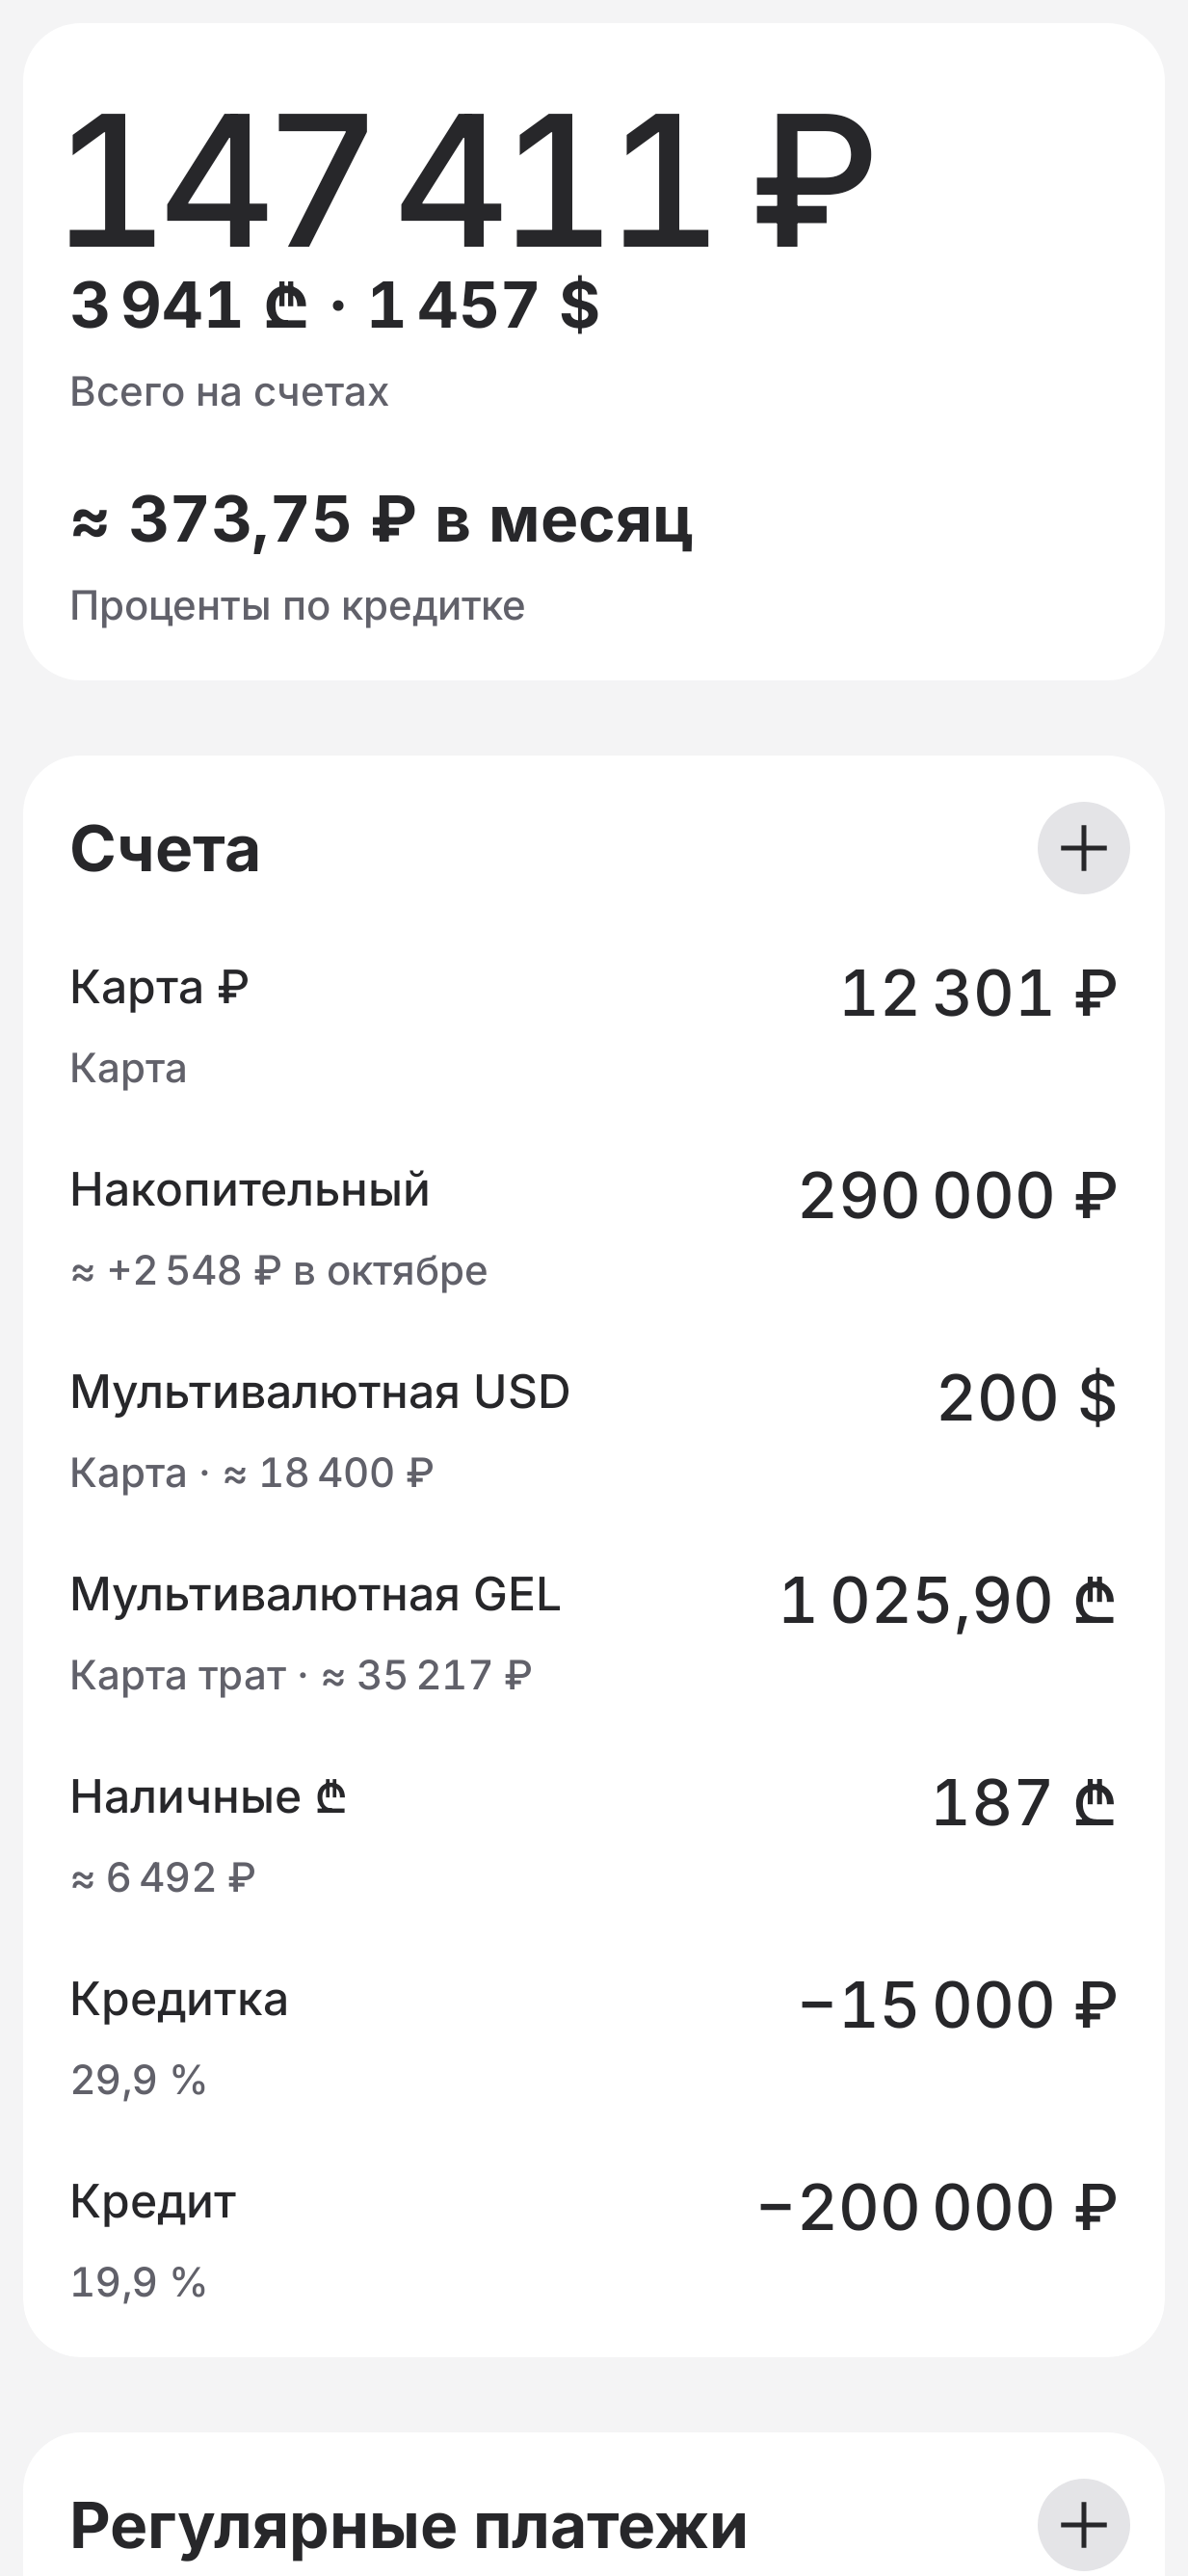 147 411 ₽
3 941 ₾ · 1 457 $
Всего на счетах
≈ 373,75 ₽ в месяц
Проценты по кредитке
Счета
Карта ₽
12 301 ₽
Карта
Накопительный
290 000 ₽
≈ +2 548 ₽ в октябре
Мультивалютная USD
200 $
Карта · ≈ 18 400 ₽
Мультивалютная GEL
1 025,90 ₾
Карта трат · ≈ 35 217 ₽
Наличные ₾
187 ₾
≈ 6 492 ₽
Кредитка
−15 000 ₽
29,9 %
Кредит
−200 000 ₽
19,9 %
Регулярные платежи